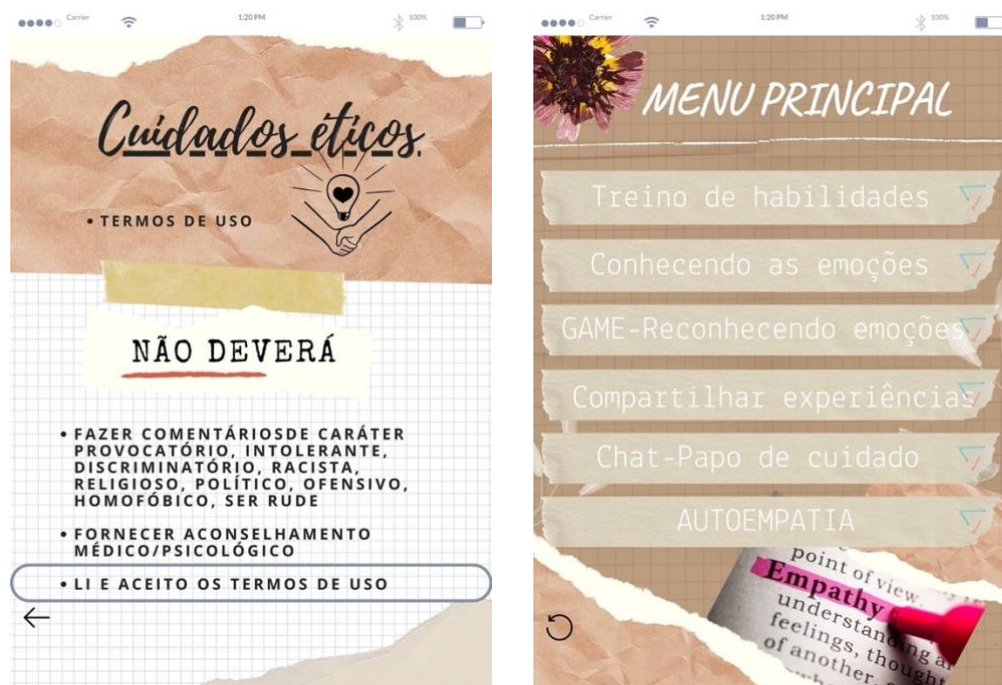 Carrier 1:20 PM 100%
Cuidados éticos
• TERMOS DE USO
NÃO DEVERÁ
• FAZER COMENTÁRIOSDE CARÁTER
PROVOCATÓRIO, INTOLERANTE,
DISCRIMINATÓRIO, RACISTA,
RELIGIOSO, POLÍTICO, OFENSIVO,
HOMOFÓBICO, SER RUDE
• FORNECER ACONSELHAMENTO
MÉDICO/PSICOLÓGICO
• LI E ACEITO OS TERMOS DE USO
Carrier 1:20 PM 100%
MENU PRINCIPAL
Treino de habilidades
Conhecendo as emoções
GAME-Reconhecendo emoções
Compartilhar experiências
Chat-Papo de cuidado
AUTOEMPATIA
point of view.
Empathy
understanding
feelings, thought
of another,